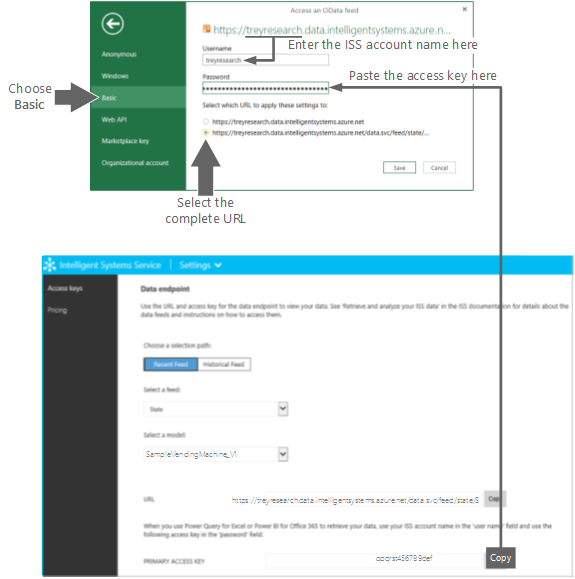 Access an OData feed
https://treyresearch.data.intelligentsystems.azure.n...
Username
Enter the ISS account name here
treyresearch
Anonymous
Windows
Password
Paste the access key here
Choose
Basic
Basic
Select which URL to apply these settings to:
Web API
https://treyresearch.data.intelligentsystems.azure.net
https://treyresearch.data.intelligentsystems.azure.net/data.svc/feed/state/...
Marketplace key
Organizational account
Save
Cancel
Select the
complete URL
Intelligent Systems Service
Settings
Access keys
Data endpoint
Pricing
Use the URL and access key for the data endpoint to view your data. See 'Retrieve and analyze your ISS data' in the ISS documentation for details about the
data feeds and instructions on how to access them.
Choose a selection path:
Recent Feed
Historical Feed
Select a feed:
State
Select a model:
SampleVendingMachine_V1
URL
https://treyresearchdata.intelligentsystems.azure.net/data.svc/feed/state/S
Copy
When you use Power Query for Excel or Power BI for Office 365 to retrieve your data, use your ISS account name in the 'user name' field and use the
following access key in the 'password' field:
PRIMARY ACCESS KEY
Copy